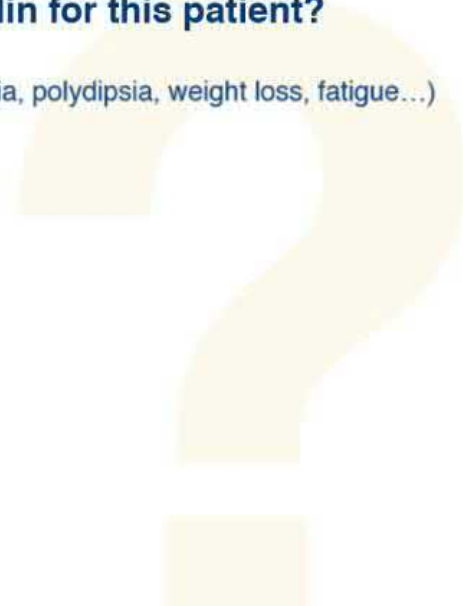 lin for this patient?
ia, polydipsia, weight loss, fatigue…)